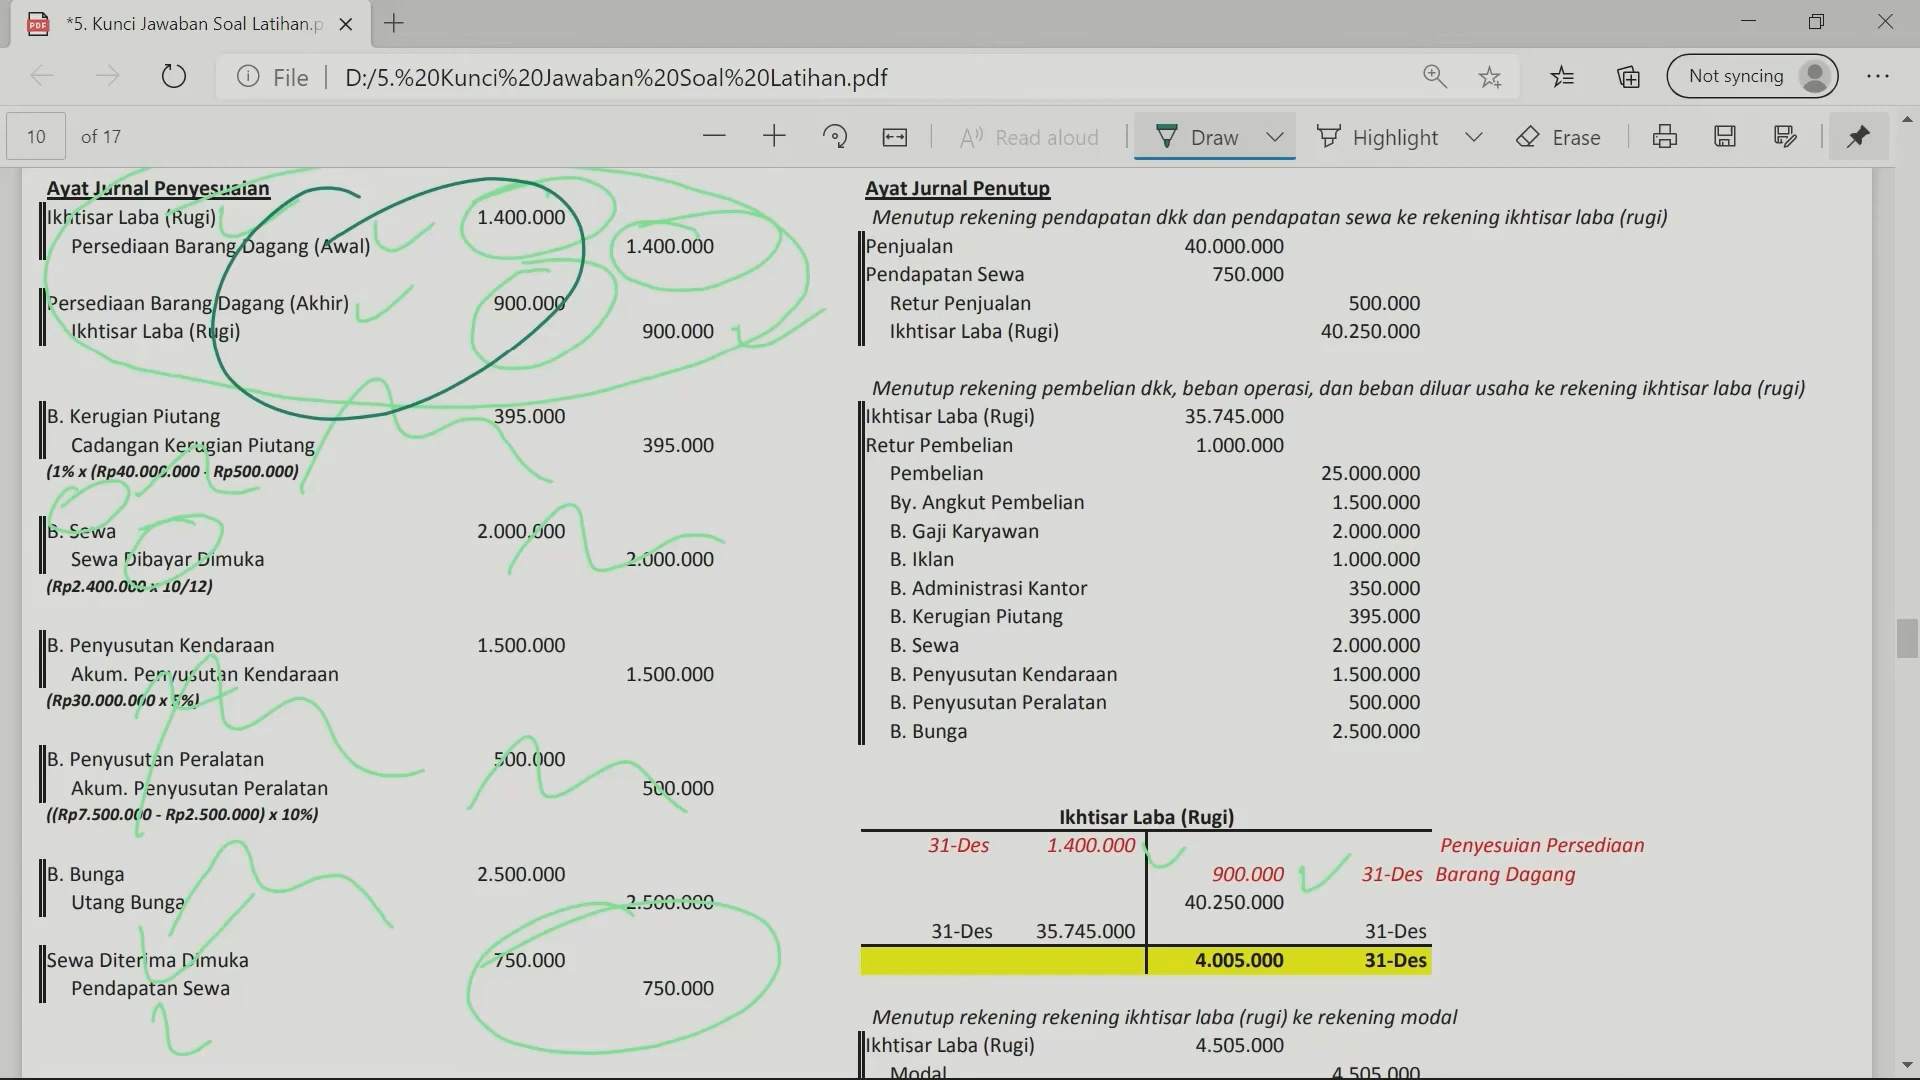 *5. Kunci Jawaban Soal Latihan.p
File
D:/5.%20Kunci%20Jawaban%20Soal%20Latihan.pdf
Not syncing
10 of 17
Read aloud
Draw
Highlight
Erase
Ayat Jurnal Penyesuaian
Ikhtisar Laba (Rugi) 1.400.000
Persediaan Barang Dagang (Awal) 1.400.000
Persediaan Barang Dagang (Akhir) 900.000
Ikhtisar Laba (Rugi) 900.000
B. Kerugian Piutang 395.000
Cadangan Kerugian Piutang 395.000
(1% x (Rp40.000.000 - Rp500.000)
B. Sewa 2.000.000
Sewa Dibayar Dimuka 2.000.000
(Rp2.400.000 x 10/12)
B. Penyusutan Kendaraan 1.500.000
Akum. Penyusutan Kendaraan 1.500.000
(Rp30.000.000 x 5%)
B. Penyusutan Peralatan 500.000
Akum. Penyusutan Peralatan 500.000
((Rp7.500.000 - Rp2.500.000) x 10%)
B. Bunga 2.500.000
Utang Bunga 2.500.000
Sewa Diterima Dimuka 750.000
Pendapatan Sewa 750.000
Ayat Jurnal Penutup
Menutup rekening pendapatan dkk dan pendapatan sewa ke rekening ikhtisar laba (rugi)
Penjualan 40.000.000
Pendapatan Sewa 750.000
Retur Penjualan 500.000
Ikhtisar Laba (Rugi) 40.250.000
Menutup rekening pembelian dkk, beban operasi, dan beban diluar usaha ke rekening ikhtisar laba (rugi)
Ikhtisar Laba (Rugi) 35.745.000
Retur Pembelian 1.000.000
Pembelian 25.000.000
By. Angkut Pembelian 1.500.000
B. Gaji Karyawan 2.000.000
B. Iklan 1.000.000
B. Administrasi Kantor 350.000
B. Kerugian Piutang 395.000
B. Sewa 2.000.000
B. Penyusutan Kendaraan 1.500.000
B. Penyusutan Peralatan 500.000
B. Bunga 2.500.000
Ikhtisar Laba (Rugi)
31-Des 1.400.000 Penyesuian Persediaan
900.000 31-Des Barang Dagang
40.250.000
31-Des 35.745.000 31-Des
4.005.000 31-Des
Menutup rekening rekening ikhtisar laba (rugi) ke rekening modal
Ikhtisar Laba (Rugi) 4.505.000
Modal 4.505.000